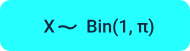 X ~ Bin(1, π)